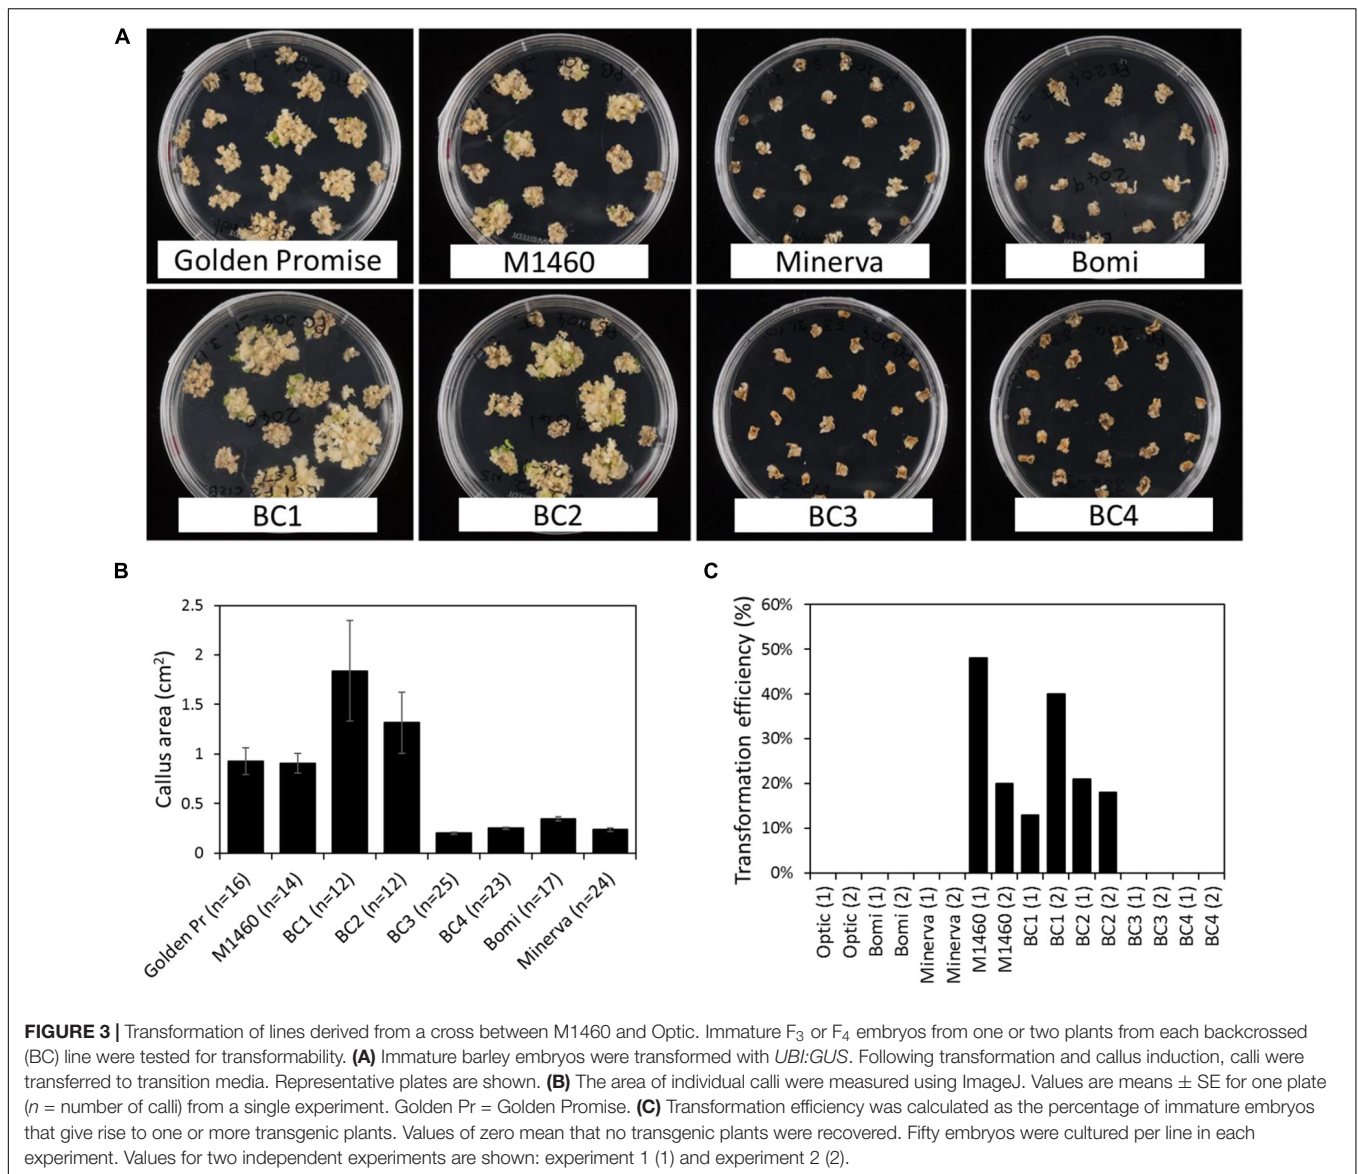 A
Golden Promise
M1460
Minerva
Bomi
BC1
BC2
BC3
BC4
B
Callus area (cm²)
2.5
2
1.5
1
0.5
0
Golden Pr (n=16)
M1460 (n=14)
BC1 (n=12)
BC2 (n=12)
BC3 (n=25)
BC4 (n=23)
Bomi (n=17)
Minerva (n=24)
C
Transformation efficiency (%)
60%
50%
40%
30%
20%
10%
0%
Optic (1)
Optic (2)
Bomi (1)
Bomi (2)
Minerva (1)
Minerva (2)
M1460 (1)
M1460 (2)
BC1 (1)
BC1 (2)
BC2 (1)
BC2 (2)
BC3 (1)
BC3 (2)
BC4 (1)
BC4 (2)
FIGURE 3 | Transformation of lines derived from a cross between M1460 and Optic. Immature F₃ or F₄ embryos from one or two plants from each backcrossed
(BC) line were tested for transformability. (A) Immature barley embryos were transformed with UBI:GUS. Following transformation and callus induction, calli were
transferred to transition media. Representative plates are shown. (B) The area of individual calli were measured using ImageJ. Values are means ± SE for one plate
(n = number of calli) from a single experiment. Golden Pr = Golden Promise. (C) Transformation efficiency was calculated as the percentage of immature embryos
that give rise to one or more transgenic plants. Values of zero mean that no transgenic plants were recovered. Fifty embryos were cultured per line in each
experiment. Values for two independent experiments are shown: experiment 1 (1) and experiment 2 (2).